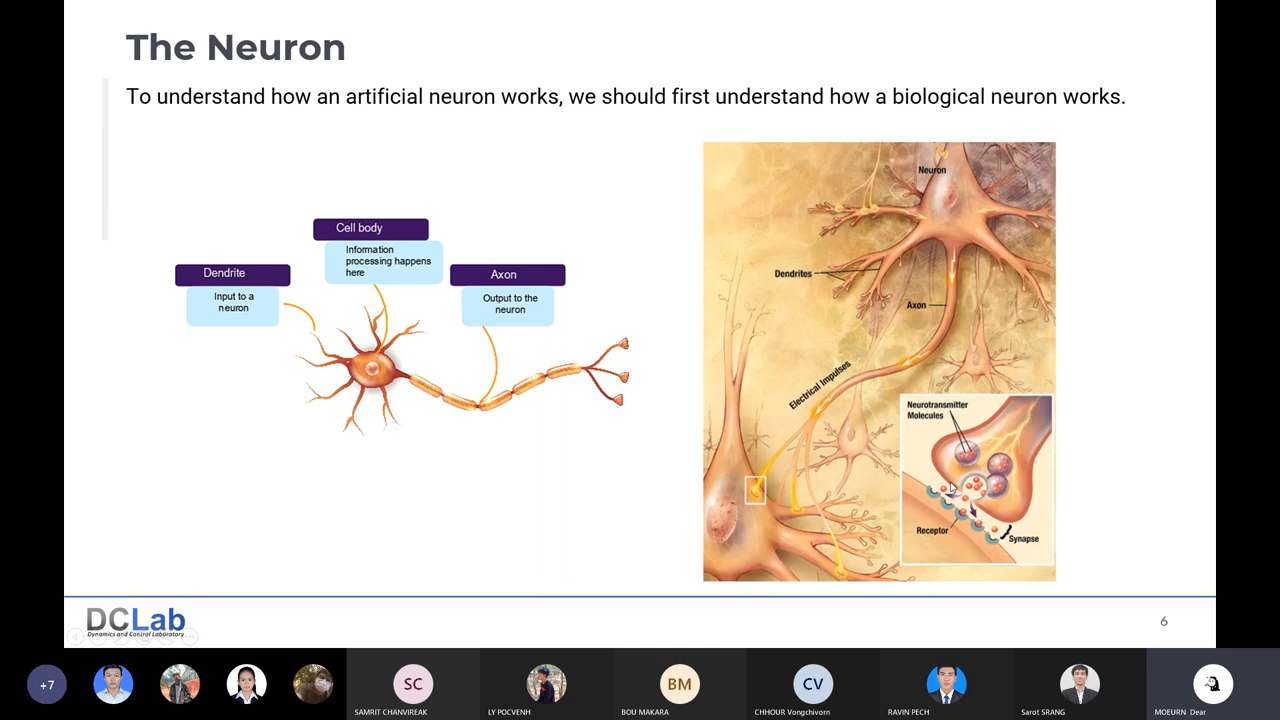 The Neuron
To understand how an artificial neuron works, we should first understand how a biological neuron works.
Cell body
Information
processing happens
here
Dendrite
Input to a
neuron
Axon
Output to the
neuron
Neuron
Dendrites
Axon
Electrical Impulses
Neurotransmitter
Molecules
Receptor
Synapse
DCLab
Dynamics and Control Laboratory
6
+7
SC
BM
CV
SAMRIT CHANVIREAK
LY POCVENH
BOU MAKARA
CHHOUR Vongchivorn
RAVIN PECH
Sarot SRANG
MOEURN Dear